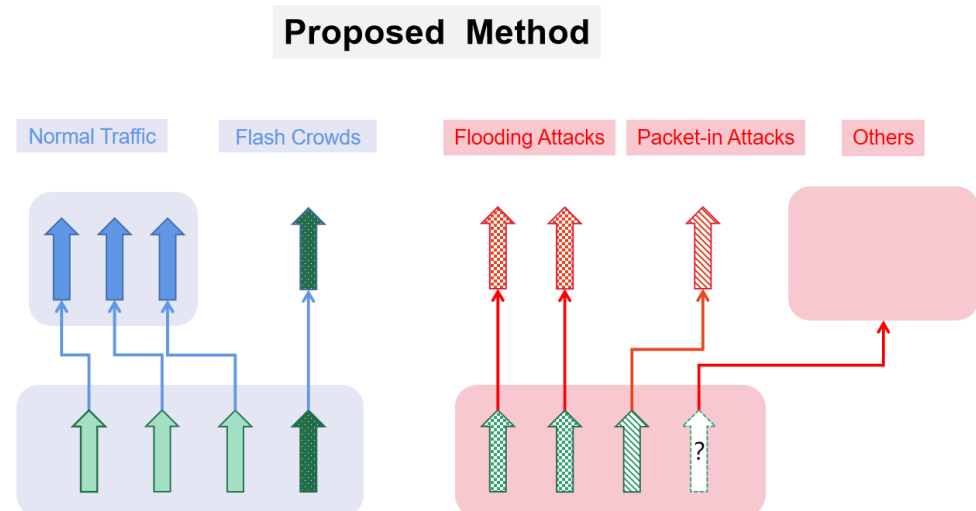 Proposed Method
Normal Traffic
Flash Crowds
Flooding Attacks
Packet-in Attacks
Others
?